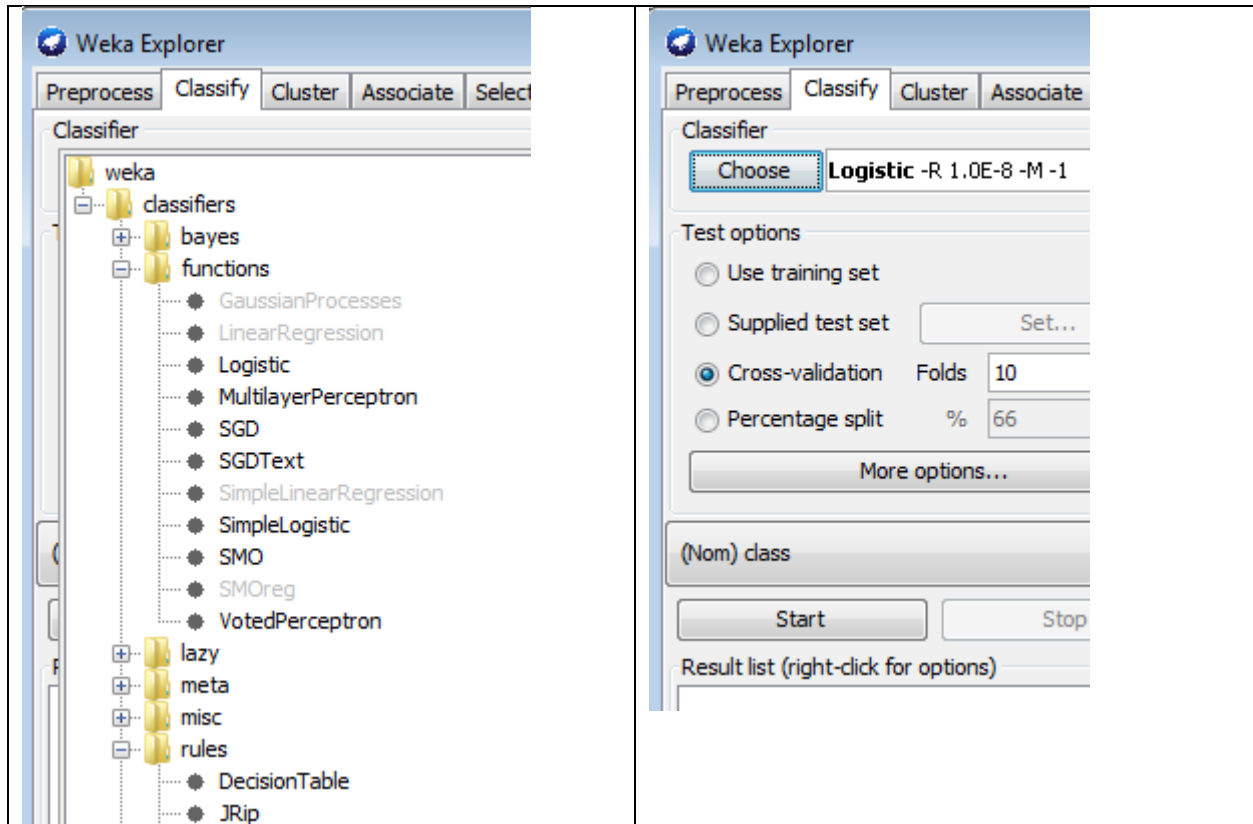 Weka Explorer
Preprocess Classify Cluster Associate Select
Classifier
weka
classifiers
bayes
functions
GaussianProcesses
LinearRegression
Logistic
MultilayerPerceptron
SGD
SGDText
SimpleLinearRegression
SimpleLogistic
SMO
SMOreg
VotedPerceptron
lazy
meta
misc
rules
DecisionTable
JRip
Weka Explorer
Preprocess Classify Cluster Associate
Classifier
Choose Logistic -R 1.0E-8 -M -1
Test options
Use training set
Supplied test set Set...
Cross-validation Folds 10
Percentage split % 66
More options...
(Nom) class
Start Stop
Result list (right-click for options)